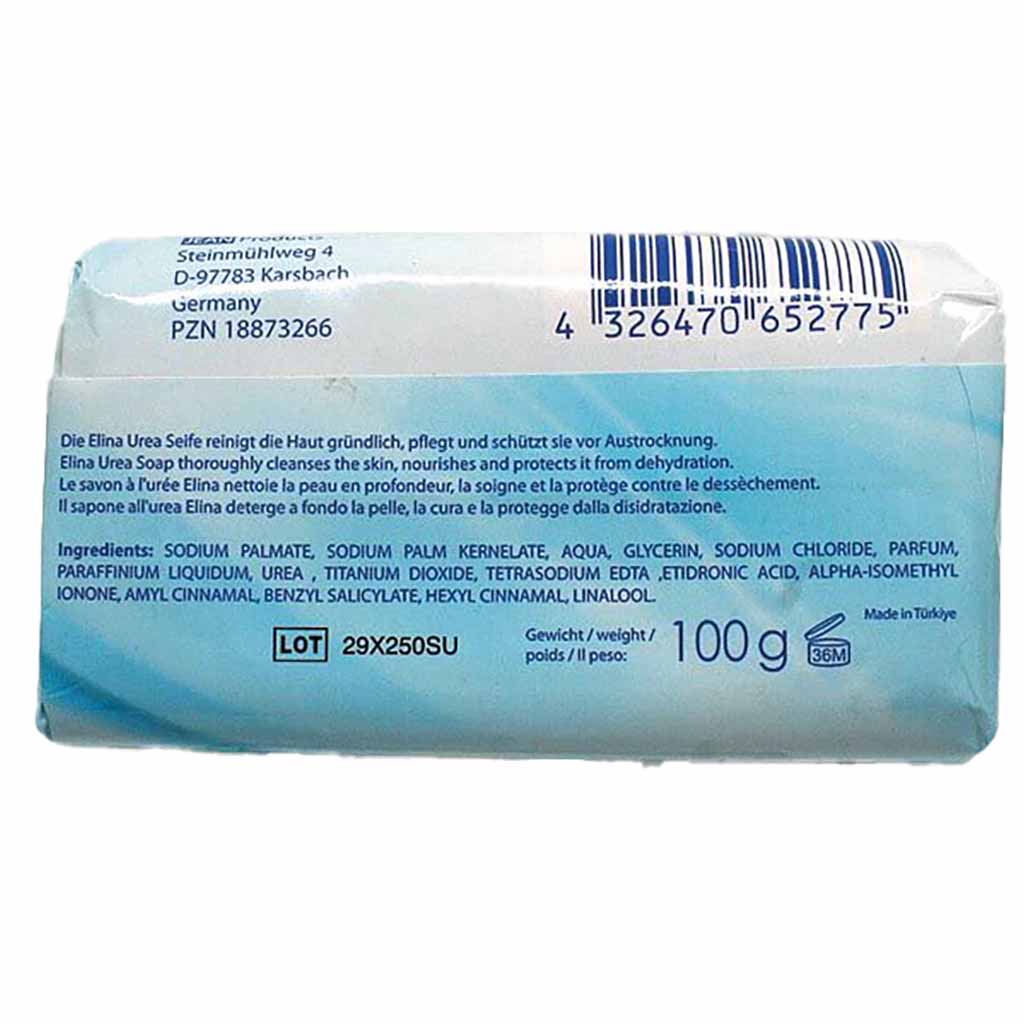 JEAN Products
Steinmühlweg 4
D-97783 Karsbach
Germany
PZN 18873266
4 326470 652775
Die Elina Urea Seife reinigt die Haut gründlich, pflegt und schützt sie vor Austrocknung.
Elina Urea Soap thoroughly cleanses the skin, nourishes and protects it from dehydration.
Le savon à l'urée Elina nettoie la peau en profondeur, la soigne et la protège contre le dessèchement.
Il sapone all'urea Elina deterge a fondo la pelle, la cura e la protegge dalla disidratazione.
Ingredients: SODIUM PALMATE, SODIUM PALM KERNELATE, AQUA, GLYCERIN, SODIUM CHLORIDE, PARFUM,
PARAFFINIUM LIQUIDUM, UREA , TITANIUM DIOXIDE, TETRASODIUM EDTA ,ETIDRONIC ACID, ALPHA-ISOMETHYL
IONONE, AMYL CINNAMAL, BENZYL SALICYLATE, HEXYL CINNAMAL, LINALOOL.
Made in Türkiye
LOT 29X250SU
Gewicht / weight /
poids / Il peso:
100 g
36M